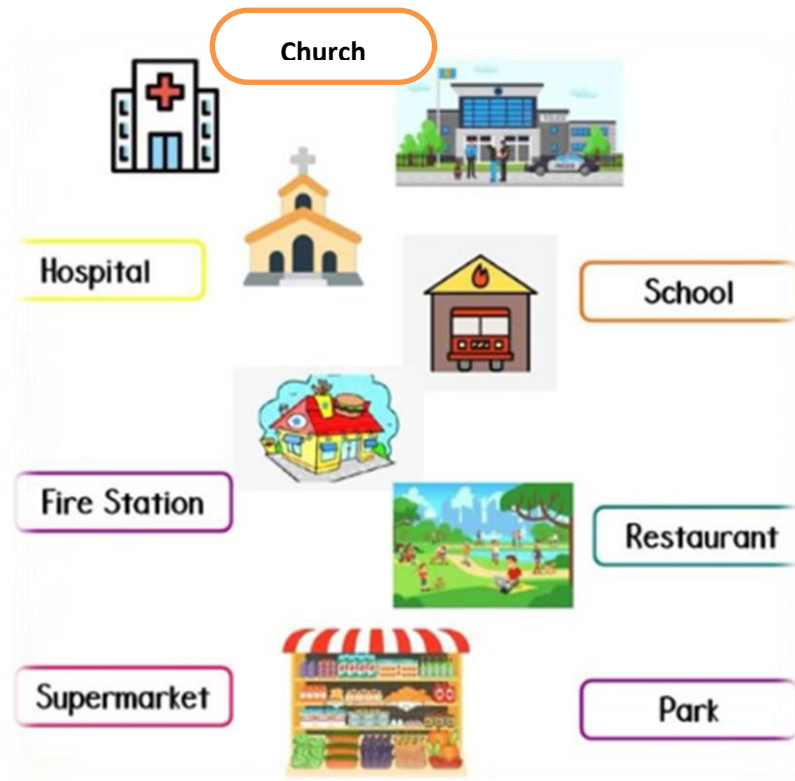 Church
Hospital
School
Fire Station
Restaurant
Supermarket
Park